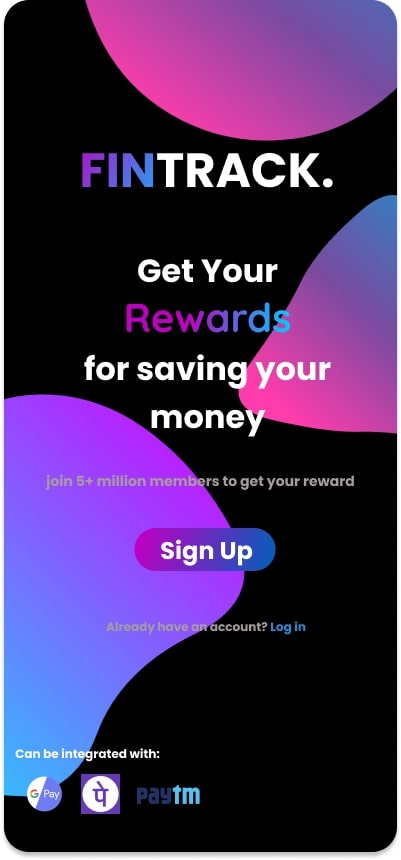 FINTRACK.
Get Your
Rewards
for saving your
money
join 5+ million members to get your reward
Sign Up
Already have an account? Log in
Can be integrated with:
G Pay पे paytm